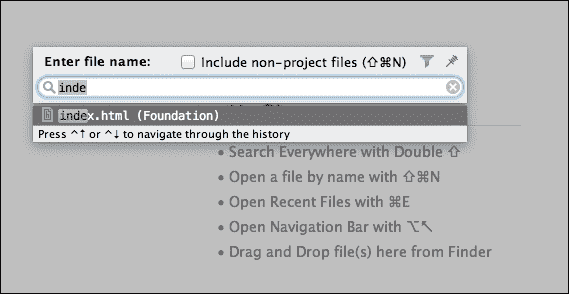 Enter file name: Include non-project files (⇧⌘N)
inde
index.html (Foundation)
Press ^↑ or ^↓ to navigate through the history
• Search Everywhere with Double ⇧
• Open a file by name with ⇧⌘N
• Open Recent Files with ⌘E
• Open Navigation Bar with ⌥↖
• Drag and Drop file(s) here from Finder